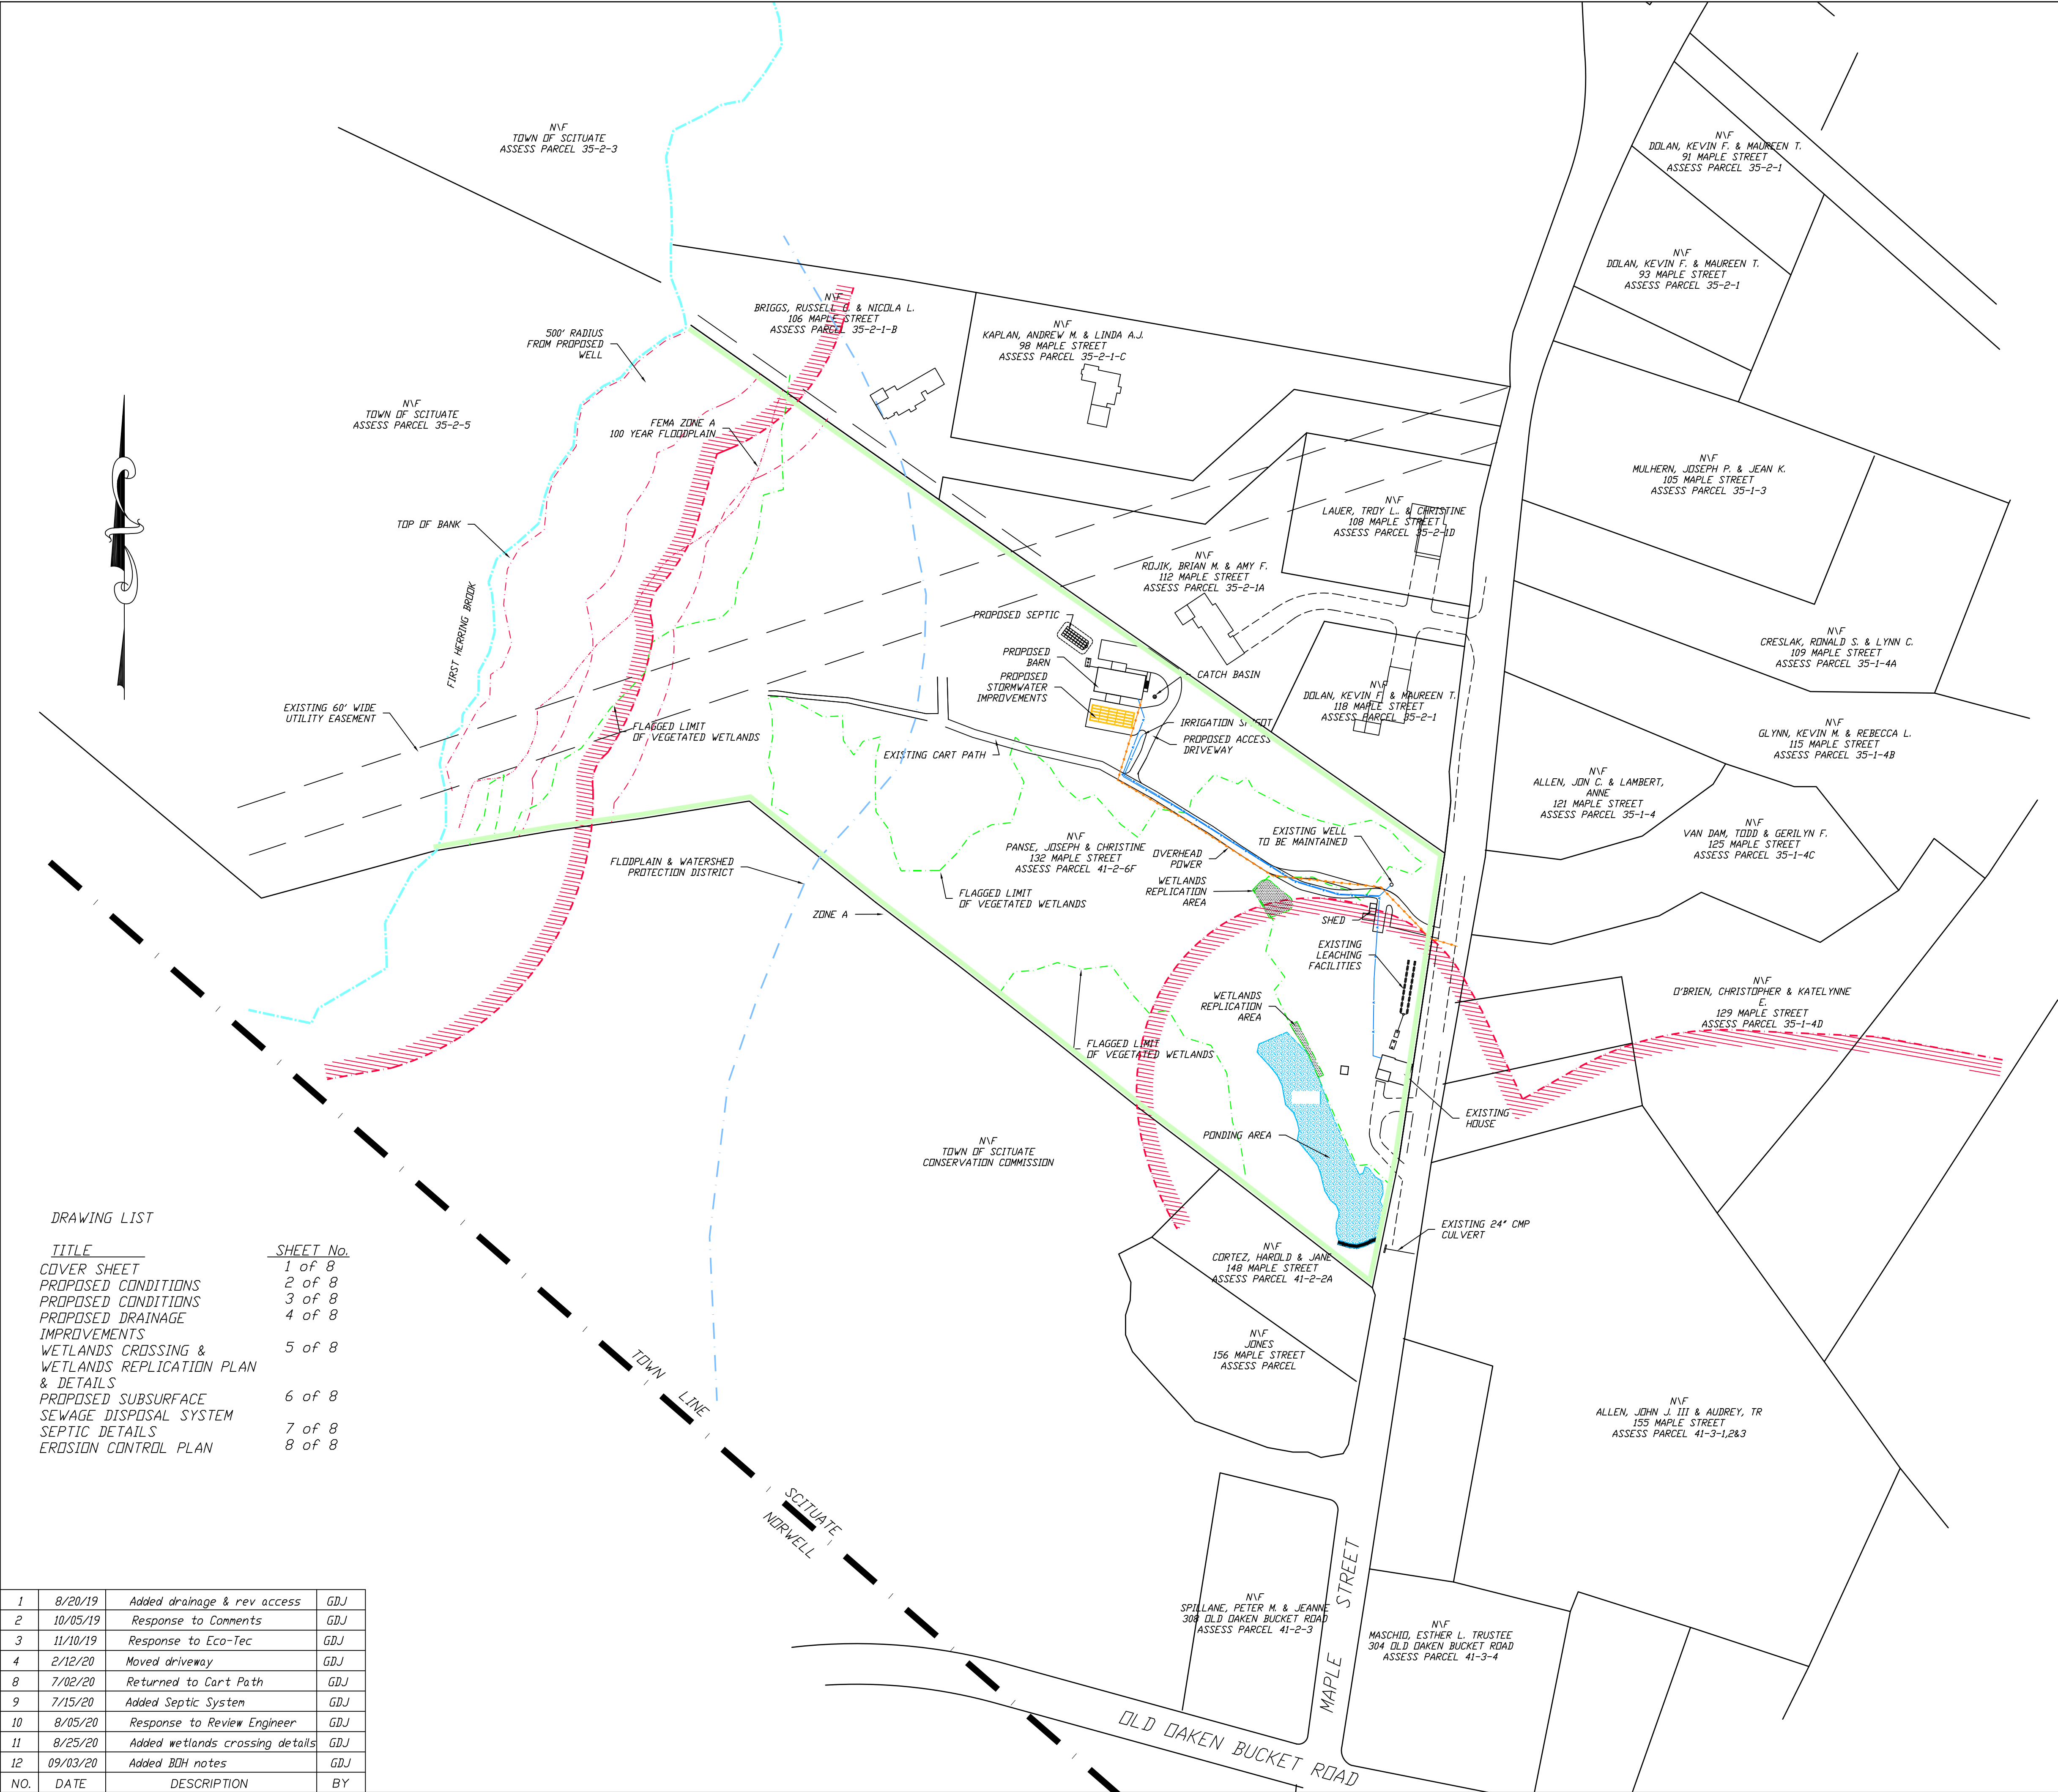 N\F
TOWN OF SCITUATE
ASSESS PARCEL 35-2-3
N\F
DOLAN, KEVIN F. & MAUREEN T.
91 MAPLE STREET
ASSESS PARCEL 35-2-1
N\F
DOLAN, KEVIN F. & MAUREEN T.
93 MAPLE STREET
ASSESS PARCEL 35-2-1
N\F
BRIGGS, RUSSELL & NICOLA L.
106 MAPLE STREET
ASSESS PARCEL 35-2-1-B
N\F
KAPLAN, ANDREW M. & LINDA A.J.
98 MAPLE STREET
ASSESS PARCEL 35-2-1-C
500' RADIUS
FROM PROPOSED
WELL
N\F
TOWN OF SCITUATE
ASSESS PARCEL 35-2-5
FEMA ZONE A
100 YEAR FLOODPLAIN
N\F
MULHERN, JOSEPH P. & JEAN K.
105 MAPLE STREET
ASSESS PARCEL 35-1-3
N\F
LAUER, TROY L.. & CHRISTINE
108 MAPLE STREET
ASSESS PARCEL 35-2-1D
TOP OF BANK
N\F
ROJIK, BRIAN M. & AMY F.
112 MAPLE STREET
ASSESS PARCEL 35-2-1A
FIRST HERRING BROOK
PROPOSED SEPTIC
PROPOSED
BARN
PROPOSED
STORMWATER
IMPROVEMENTS
CATCH BASIN
N\F
CRESLAK, RONALD S. & LYNN C.
109 MAPLE STREET
ASSESS PARCEL 35-1-4A
N\F
DOLAN, KEVIN F. & MAUREEN T.
118 MAPLE STREET
ASSESS PARCEL 35-2-1
EXISTING 60' WIDE
UTILITY EASEMENT
FLAGGED LIMIT
OF VEGETATED WETLANDS
IRRIGATION
PROPOSED ACCESS
DRIVEWAY
EXISTING CART PATH
N\F
GLYNN, KEVIN M. & REBECCA L.
115 MAPLE STREET
ASSESS PARCEL 35-1-4B
N\F
ALLEN, JON C. & LAMBERT,
ANNE
121 MAPLE STREET
ASSESS PARCEL 35-1-4
N\F
VAN DAM, TODD & GERILYN F.
125 MAPLE STREET
ASSESS PARCEL 35-1-4C
N\F
PANSE, JOSEPH & CHRISTINE
132 MAPLE STREET
ASSESS PARCEL 41-2-6F
EXISTING WELL
TO BE MAINTAINED
OVERHEAD
POWER
FLODPLAIN & WATERSHED
PROTECTION DISTRICT
WETLANDS
REPLICATION
AREA
FLAGGED LIMIT
OF VEGETATED WETLANDS
ZONE A
SHED
EXISTING
LEACHING
FACILITIES
N\F
O'BRIEN, CHRISTOPHER & KATELYNNE
E.
129 MAPLE STREET
ASSESS PARCEL 35-1-4D
WETLANDS
REPLICATION
AREA
FLAGGED LIMIT
OF VEGETATED WETLANDS
EXISTING
HOUSE
PONDING AREA
N\F
TOWN OF SCITUATE
CONSERVATION COMMISSION
EXISTING 24" CMP
CULVERT
N\F
CORTEZ, HAROLD & JANE
148 MAPLE STREET
ASSESS PARCEL 41-2-2A
N\F
JONES
156 MAPLE STREET
ASSESS PARCEL
N\F
ALLEN, JOHN J. III & AUDREY, TR
155 MAPLE STREET
ASSESS PARCEL 41-3-1,2&3
DRAWING LIST
TITLE SHEET No.
COVER SHEET 1 of 8
PROPOSED CONDITIONS 2 of 8
PROPOSED CONDITIONS 3 of 8
PROPOSED DRAINAGE 4 of 8
IMPROVEMENTS
WETLANDS CROSSING & 5 of 8
WETLANDS REPLICATION PLAN
& DETAILS
PROPOSED SUBSURFACE 6 of 8
SEWAGE DISPOSAL SYSTEM
SEPTIC DETAILS 7 of 8
EROSION CONTROL PLAN 8 of 8
TOWN LINE
SCITUATE
NORWELL
N\F
SPILLANE, PETER M. & JEANNE
308 OLD OAKEN BUCKET ROAD
ASSESS PARCEL 41-2-3
MAPLE STREET
N\F
MASCHIO, ESTHER L. TRUSTEE
304 OLD OAKEN BUCKET ROAD
ASSESS PARCEL 41-3-4
OLD OAKEN BUCKET ROAD
1 8/20/19 Added drainage & rev access GDJ
2 10/05/19 Response to Comments GDJ
3 11/10/19 Response to Eco-Tec GDJ
4 2/12/20 Moved driveway GDJ
8 7/02/20 Returned to Cart Path GDJ
9 7/15/20 Added Septic System GDJ
10 8/05/20 Response to Review Engineer GDJ
11 8/25/20 Added wetlands crossing details GDJ
12 09/03/20 Added BOH notes GDJ
NO. DATE DESCRIPTION BY